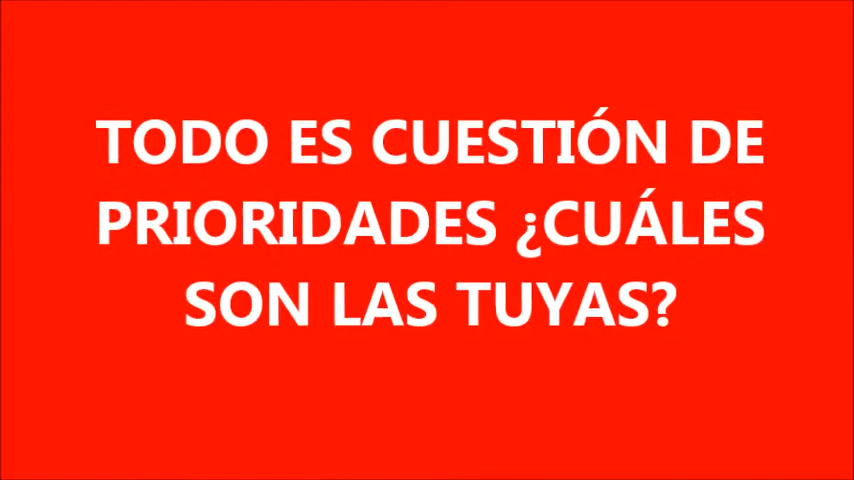 TODO ES CUESTIÓN DE
PRIORIDADES ¿CUÁLES
SON LAS TUYAS?